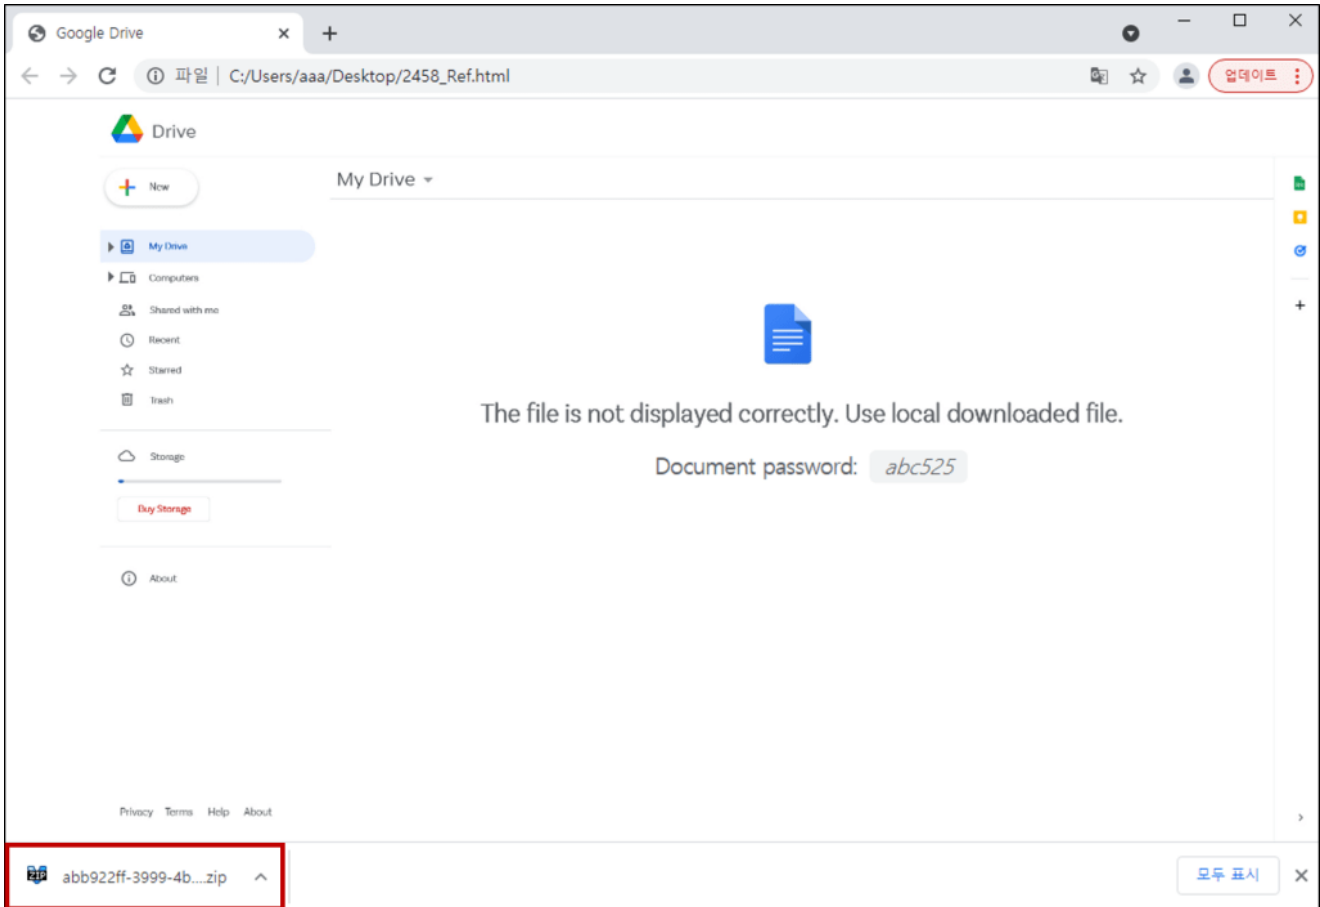 Google Drive
파일 | C:/Users/aaa/Desktop/2458_Ref.html
업데이트
Drive
New
My Drive
My Drive
Computers
Shared with me
Recent
Starred
Trash
Storage
Buy Storage
About
The file is not displayed correctly. Use local downloaded file.
Document password: abc525
Privacy Terms Help About
ZIP abb922ff-3999-4b....zip
모두 표시